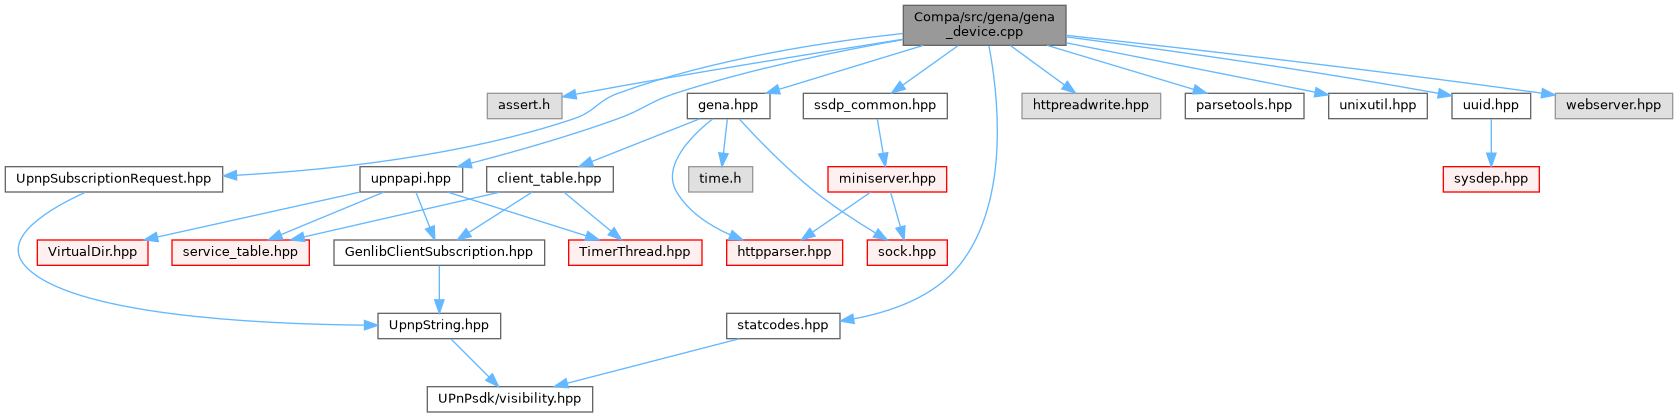 Compa/src/gena/gena
_device.cpp
assert.h
gena.hpp
ssdp_common.hpp
httpreadwrite.hpp
parsetools.hpp
unixutil.hpp
uuid.hpp
webserver.hpp
UpnpSubscriptionRequest.hpp
upnpapi.hpp
client_table.hpp
time.h
miniserver.hpp
sysdep.hpp
VirtualDir.hpp
service_table.hpp
GenlibClientSubscription.hpp
TimerThread.hpp
httpparser.hpp
sock.hpp
UpnpString.hpp
statcodes.hpp
UPnPsdk/visibility.hpp